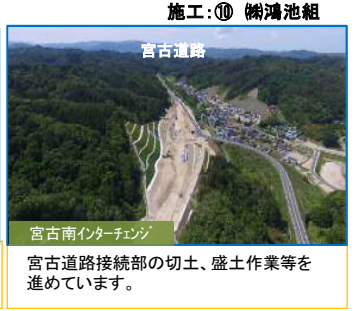 施工:⑩ ㈱鴻池組
宮古道路
宮古南インターチェンジ
宮古道路接続部の切土、盛土作業等を
進めています。